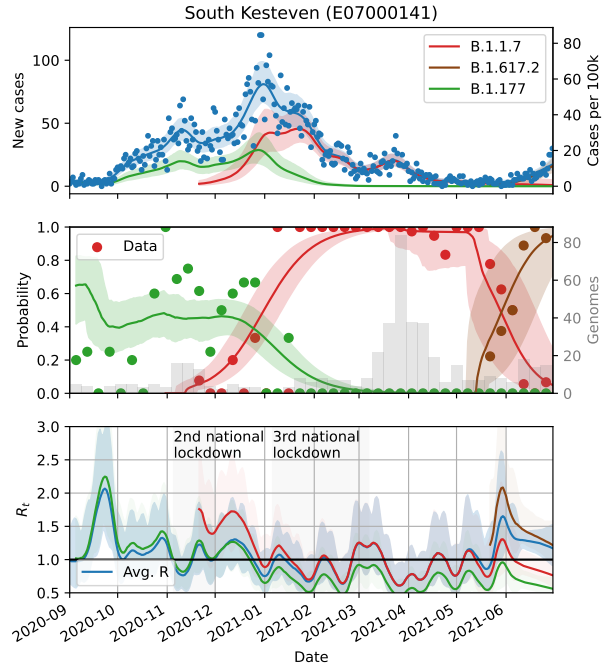 South Kesteven (E07000141)
New cases
100
50
0
B.1.1.7
B.1.617.2
B.1.177
80
60
40
20
0
Cases per 100k
Probability
1.0
0.8
0.6
0.4
0.2
0.0
Data
80
60
40
20
0
Genomes
R_t
3.0
2.5
2.0
1.5
1.0
0.5
2nd national
lockdown
3rd national
lockdown
Avg. R
2020-09
2020-10
2020-11
2020-12
2021-01
2021-02
2021-03
2021-04
2021-05
2021-06
Date